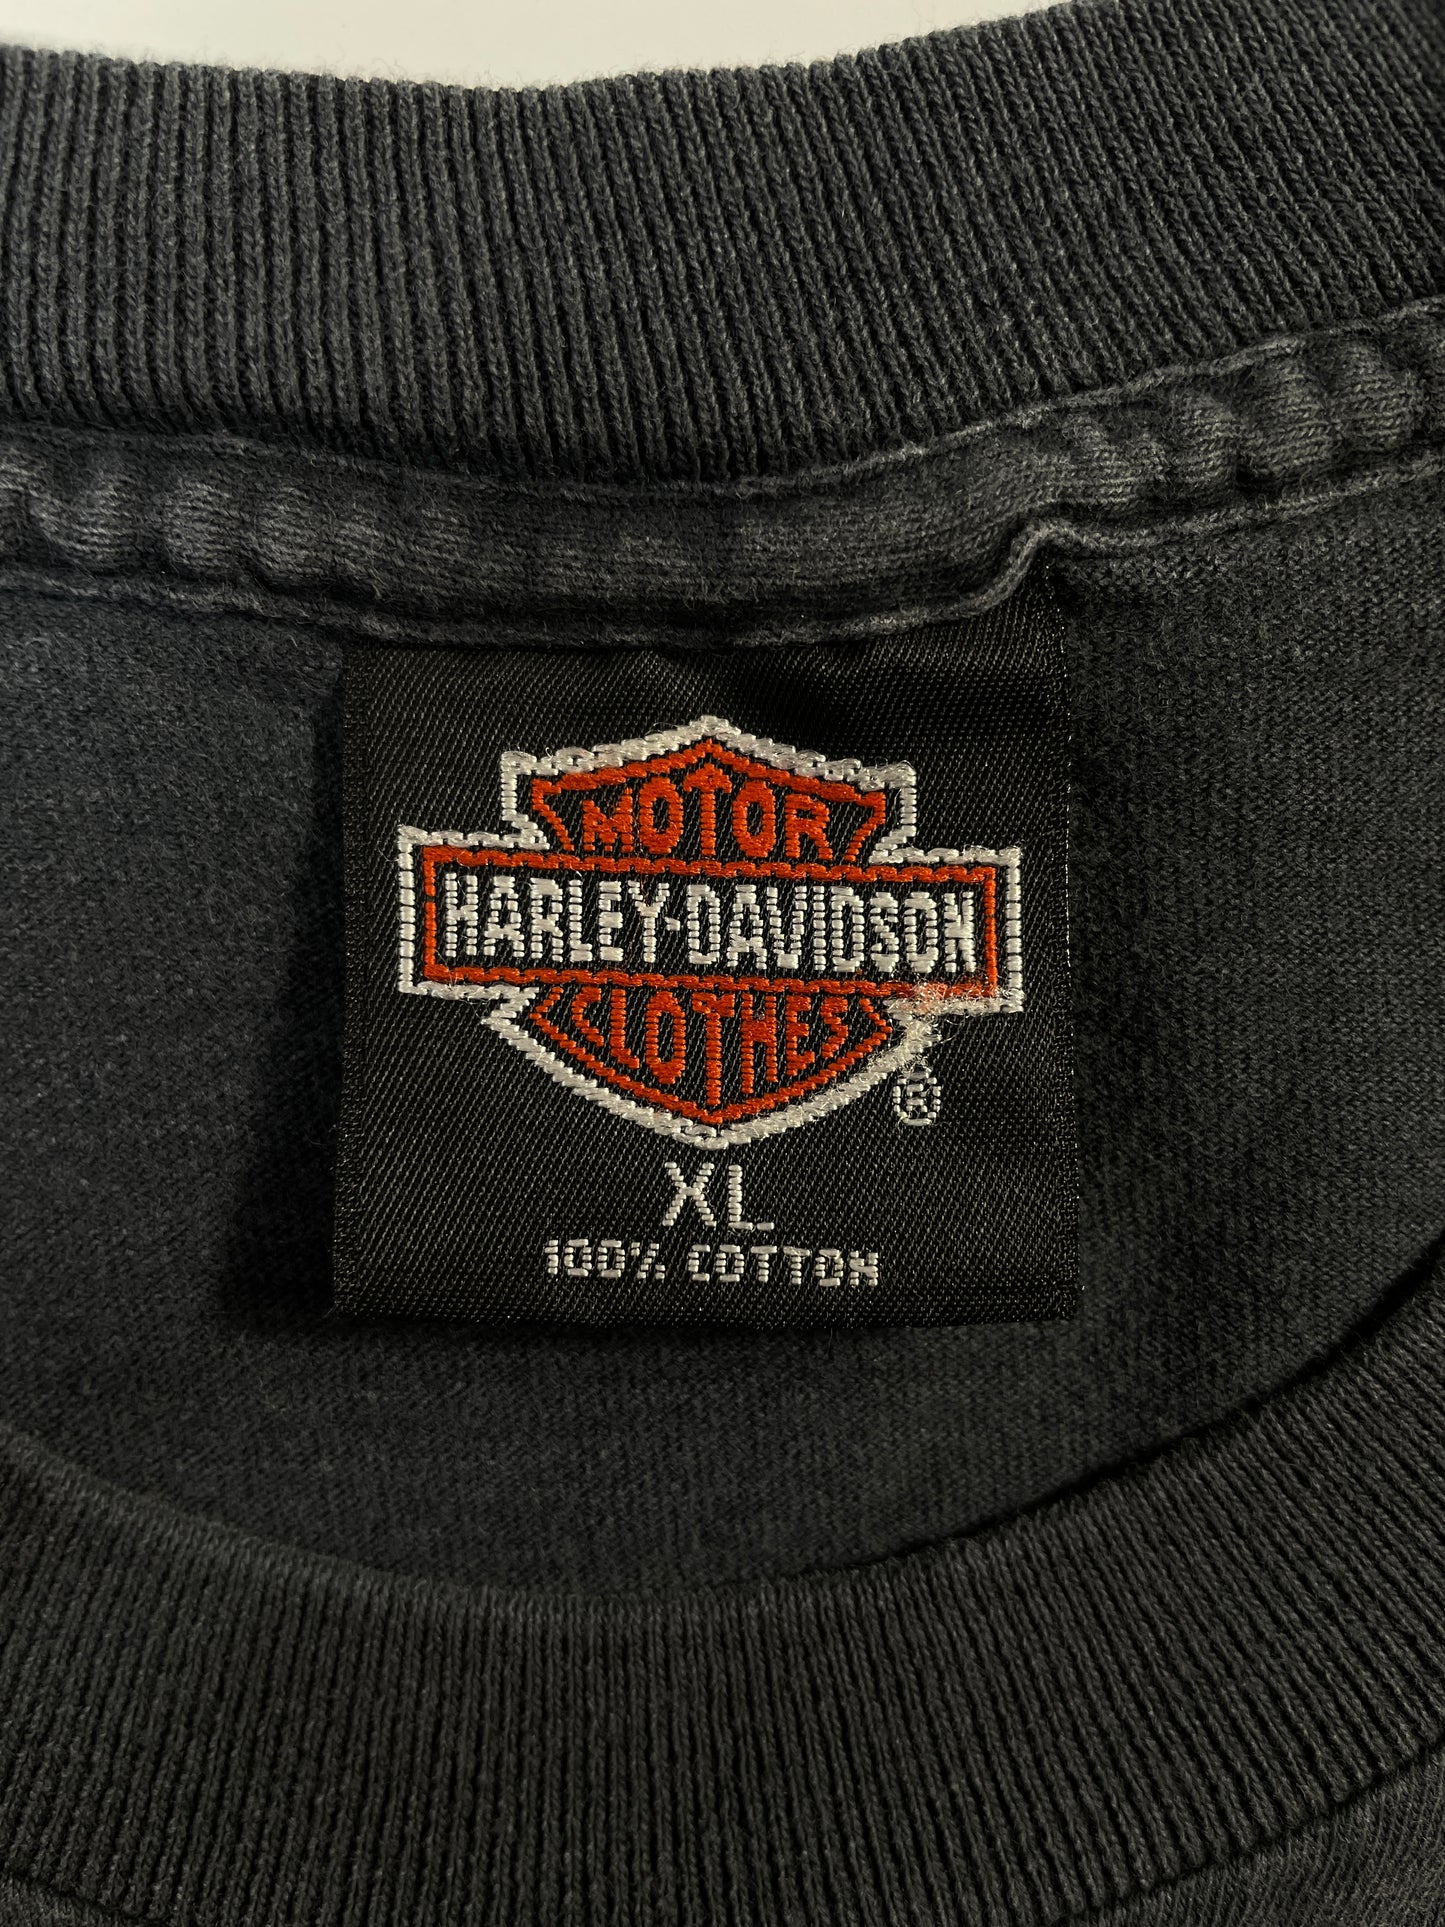 MOTOR
HARLEY-DAVIDSON
CLOTHES
®
XL
100% COTTON